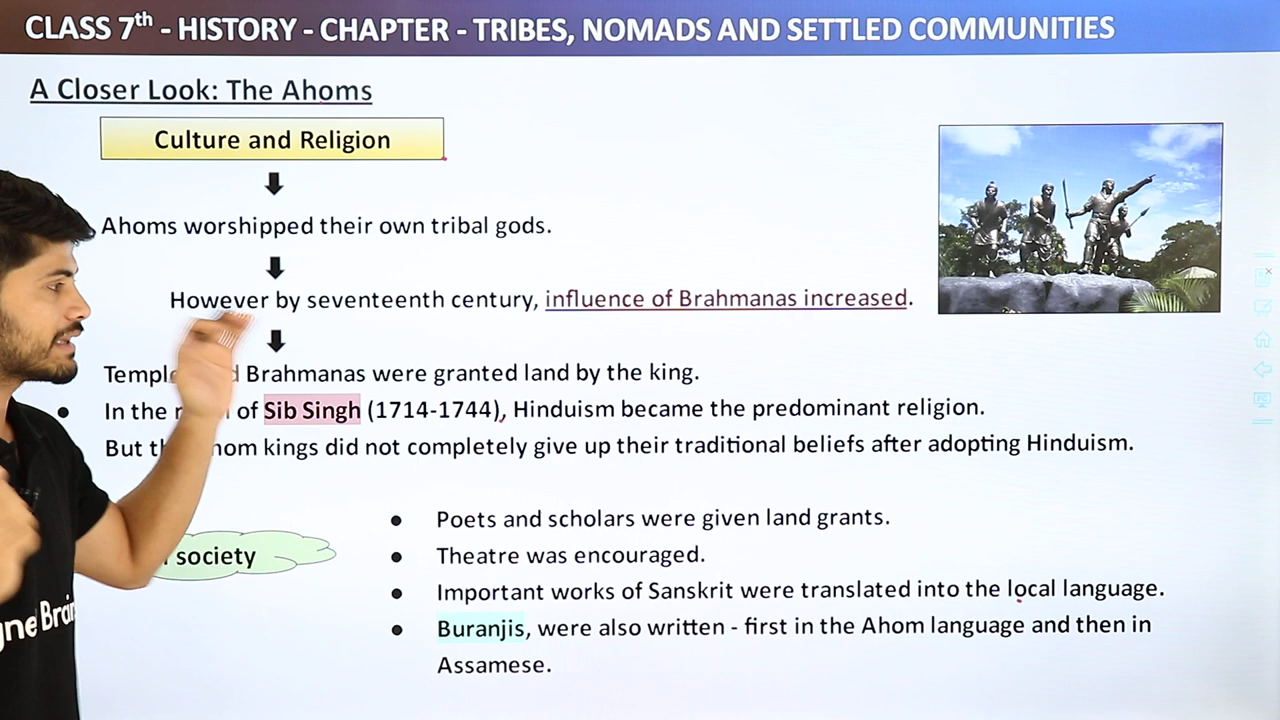 CLASS 7th - HISTORY - CHAPTER - TRIBES, NOMADS AND SETTLED COMMUNITIES
A Closer Look: The Ahoms
Culture and Religion
Ahoms worshipped their own tribal gods.
However by seventeenth century, influence of Brahmanas increased.
Brahmanas were granted land by the king.
• In the of Sib Singh (1714-1744), Hinduism became the predominant religion.
But kings did not completely give up their traditional beliefs after adopting Hinduism.
society
• Poets and scholars were given land grants.
• Theatre was encouraged.
• Important works of Sanskrit were translated into the local language.
• Buranjis, were also written - first in the Ahom language and then in
Assamese.